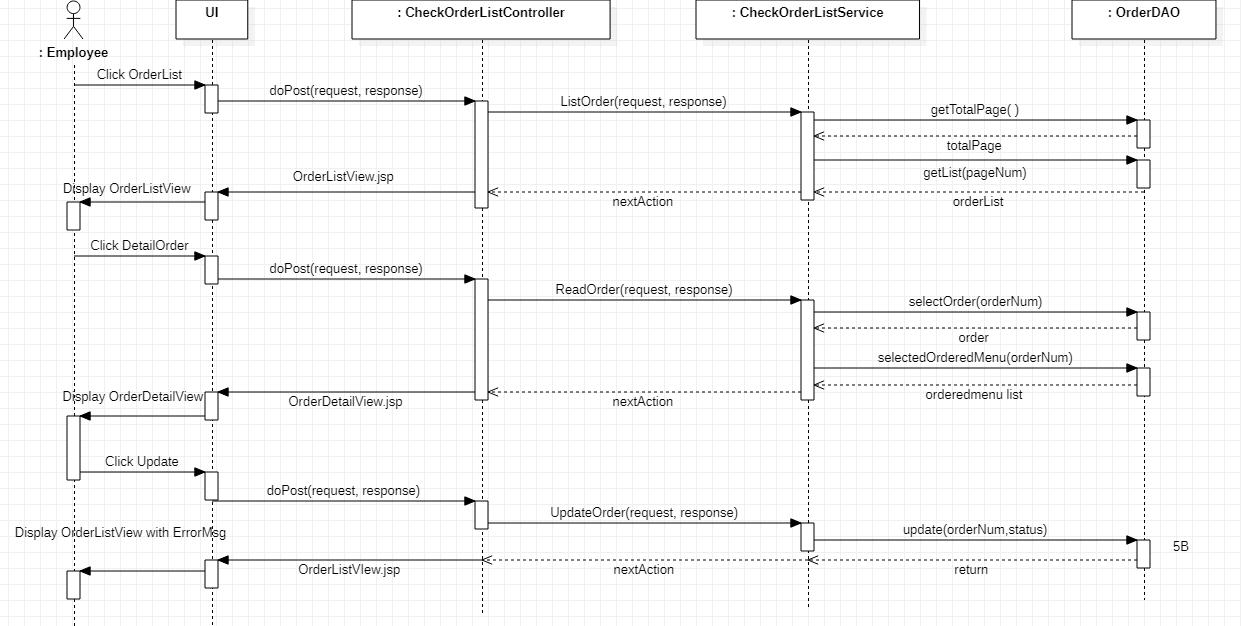 UI
: CheckOrderListController
: CheckOrderListService
: OrderDAO
: Employee
Click OrderList
doPost(request, response)
ListOrder(request, response)
getTotalPage( )
totalPage
getList(pageNum)
OrderListView.jsp
Display OrderListView
nextAction
orderList
Click DetailOrder
doPost(request, response)
ReadOrder(request, response)
selectOrder(orderNum)
order
selectedOrderedMenu(orderNum)
Display OrderDetailView
OrderDetailView.jsp
nextAction
orderedmenu list
Click Update
doPost(request, response)
UpdateOrder(request, response)
update(orderNum,status)
Display OrderListView with ErrorMsg
5B
OrderListVIew.jsp
nextAction
return